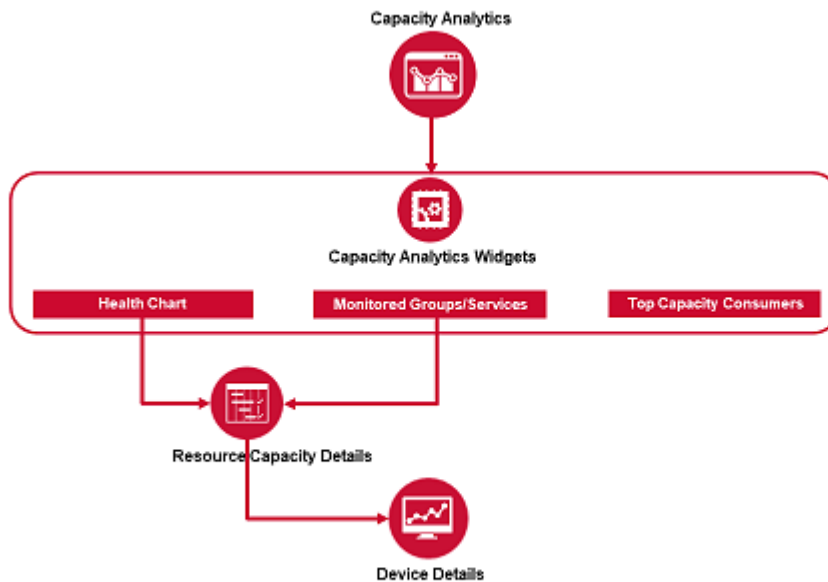 Capacity Analytics
Capacity Analytics Widgets
Health Chart
Monitored Groups/Services
Top Capacity Consumers
Resource Capacity Details
Device Details